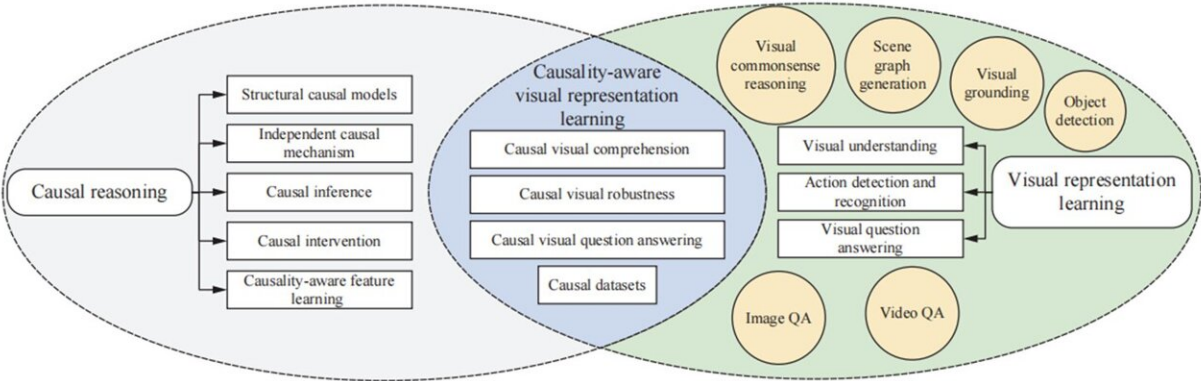 Causal reasoning
Structural causal models
Independent causal
mechanism
Causal inference
Causal intervention
Causality-aware feature
learning
Causality-aware
visual representation
learning
Causal visual comprehension
Causal visual robustness
Causal visual question answering
Causal datasets
Visual
commonsense
reasoning
Scene
graph
generation
Visual
grounding
Object
detection
Visual understanding
Action detection and
recognition
Visual question
answering
Visual representation
learning
Image QA
Video QA